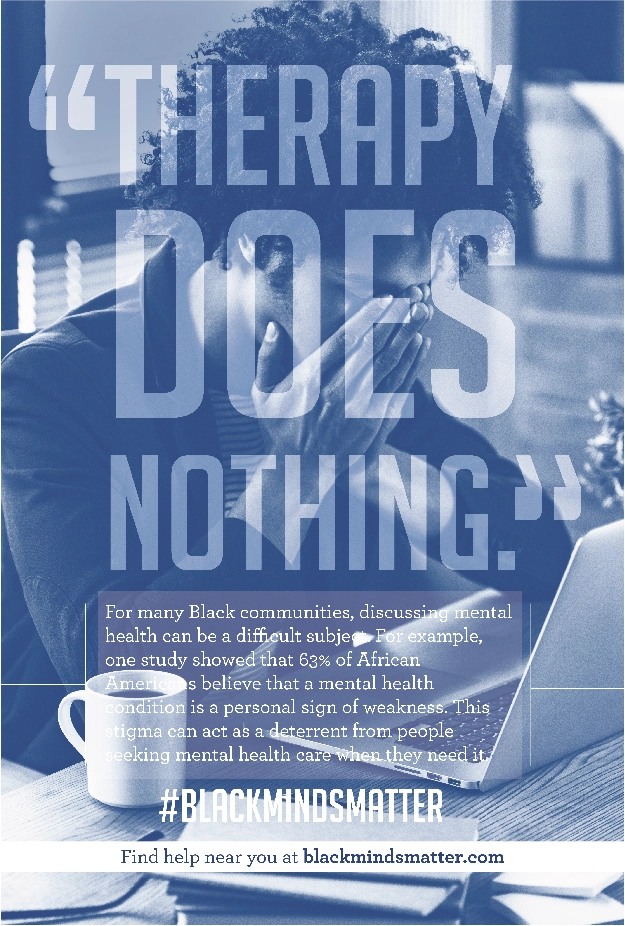 “THERAPY
DOES
NOTHING.”
For many Black communities, discussing mental
health can be a difficult subject. For example,
one study showed that 63% of African
Americans believe that a mental health
condition is a personal sign of weakness. This
stigma can act as a deterrent from people
seeking mental health care when they need it.
#BLACKMINDSMATTER
Find help near you at blackmindsmatter.com